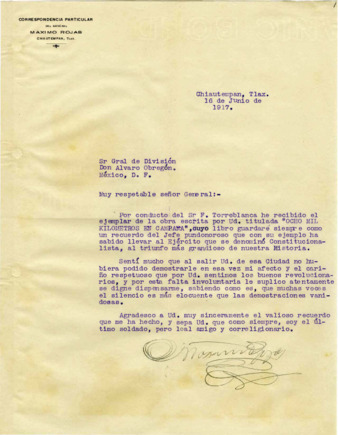 CORRESPONDENCIA PARTICULAR
DEL GENERAL
MAXIMO ROJAS
CHIAUTEMPAN, TLAX.
Chiautempan, Tlax.
16 de Junio de
1917.
Sr Gral de División
Don Alvaro Obregón.
México, D. F.
Muy respetable señor General:-
Por conducto del Sr F. Torreblanca he recibido el
ejemplar de la obra escrita por Ud. titulada "OCHO MIL
KILOMETROS EN CAMPAÑA", cuyo libro guardaré siempre como
un recuerdo del Jefe pundonoroso que con su ejemplo ha
sabido llevar al Ejército que se denominó Constituciona-
lista, al triunfo más grandioso de nuestra Historia.
Sentí mucho que al salir Ud. de esa Ciudad no hu-
biera podido demostrarle en esa vez mi afecto y el cari-
ño respetuoso que por Ud. sentimos los buenos revoluciona-
rios, y por esta falta involuntaria le suplico atentamente
se digne dispensarme, sabiendo como es, que muchas veces
el silencio es más elocuente que las demostraciones vani-
dosas.
Agradesco a Ud. muy sinceramente el valioso recuerdo
que me ha hecho, y sepa Ud. que como siempre, soy el úl-
timo soldado, pero leal amigo y correligionario.